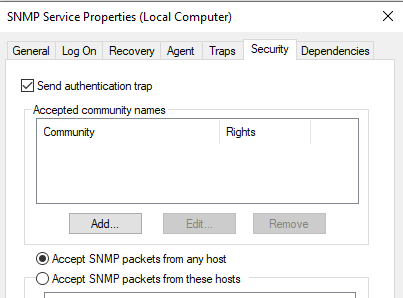 SNMP Service Properties (Local Computer)
General Log On Recovery Agent Traps Security Dependencies
Send authentication trap
Accepted community names
Community Rights
Add... Edit... Remove
Accept SNMP packets from any host
Accept SNMP packets from these hosts